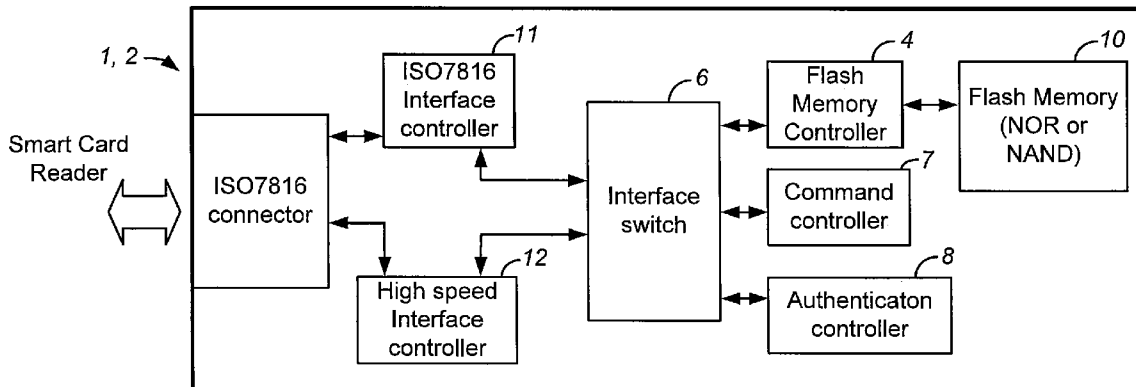 1, 2
Smart Card
Reader
ISO7816
connector
11
ISO7816
Interface
controller
12
High speed
Interface
controller
6
Interface
switch
4
Flash
Memory
Controller
10
Flash Memory
(NOR or
NAND)
7
Command
controller
8
Authenticaton
controller